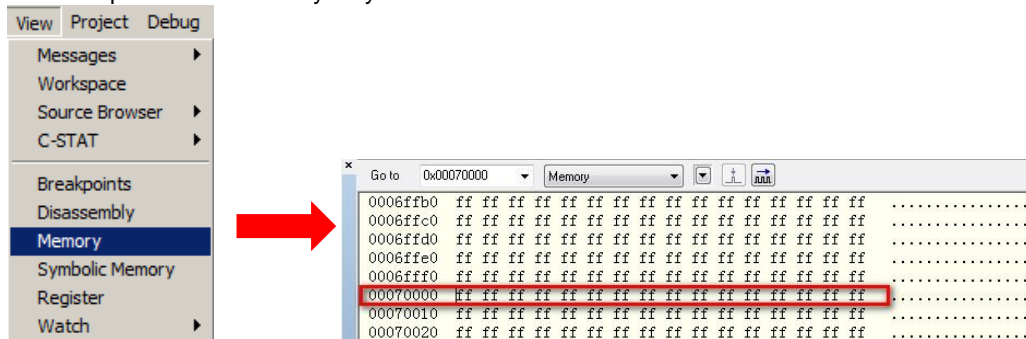 View Project Debug
Messages
Workspace
Source Browser
C-STAT
Breakpoints
Disassembly
Memory
Symbolic Memory
Register
Watch
× Go to 0x00070000 Memory
0006ffb0 ff ff ff ff ff ff ff ff ff ff ff ff ff ff ff ff ................
0006ffc0 ff ff ff ff ff ff ff ff ff ff ff ff ff ff ff ff ................
0006ffd0 ff ff ff ff ff ff ff ff ff ff ff ff ff ff ff ff ................
0006ffe0 ff ff ff ff ff ff ff ff ff ff ff ff ff ff ff ff ................
0006fff0 ff ff ff ff ff ff ff ff ff ff ff ff ff ff ff ff ................
00070000 ff ff ff ff ff ff ff ff ff ff ff ff ff ff ff ff ................
00070010 ff ff ff ff ff ff ff ff ff ff ff ff ff ff ff ff ................
00070020 ff ff ff ff ff ff ff ff ff ff ff ff ff ff ff ff ................